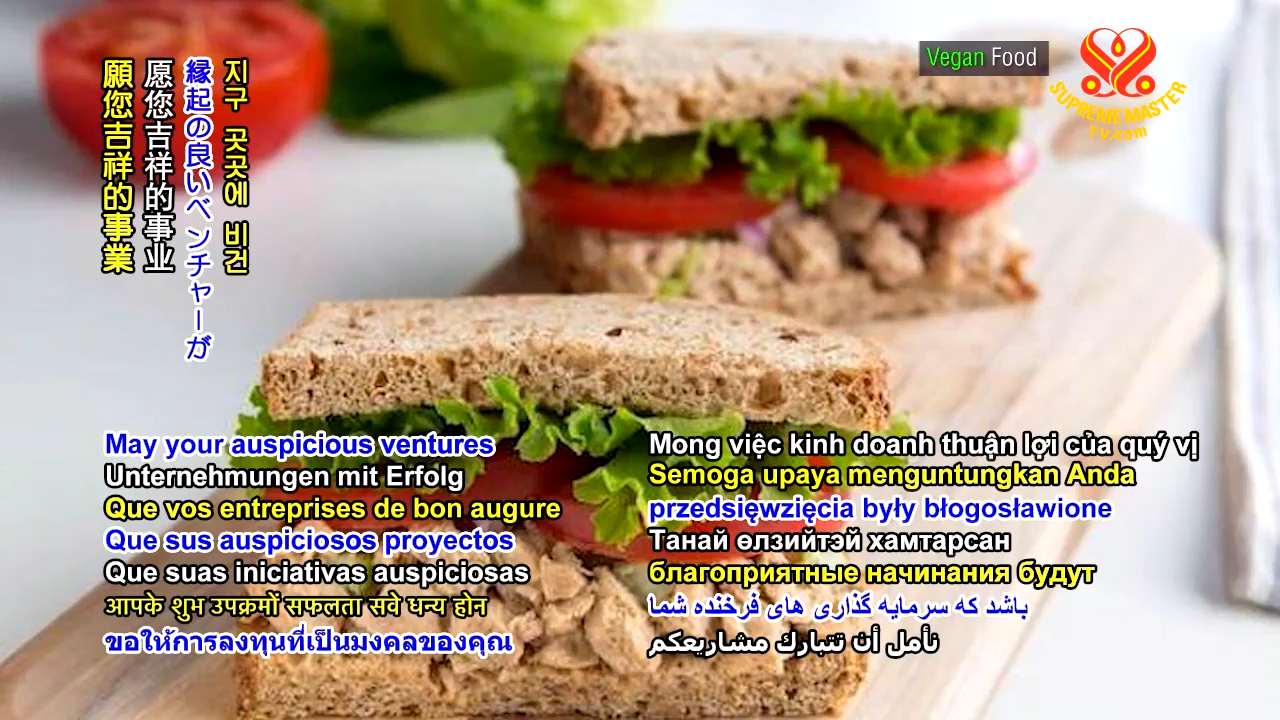 Vegan Food
SUPREME MASTER
TV.com
지구 곳곳에 비건
縁起の良いベンチャーが
愿您吉祥的事业
願您吉祥的事業
May your auspicious ventures
Unternehmungen mit Erfolg
Que vos entreprises de bon augure
Que sus auspiciosos proyectos
Que suas iniciativas auspiciosas
आपके शुभ उपक्रमों सफलता सवे धन्य होन
ขอให้การลงทุนที่เป็นมงคลของคุณ
Mong việc kinh doanh thuận lợi của quý vị
Semoga upaya menguntungkan Anda
przedsięwzięcia były błogosławione
Танай өлзийтэй хамтарсан
благоприятные начинания будут
باشد که سرمایه گذاری های فرخنده شما
نأمل أن تتبارك مشاريعكم